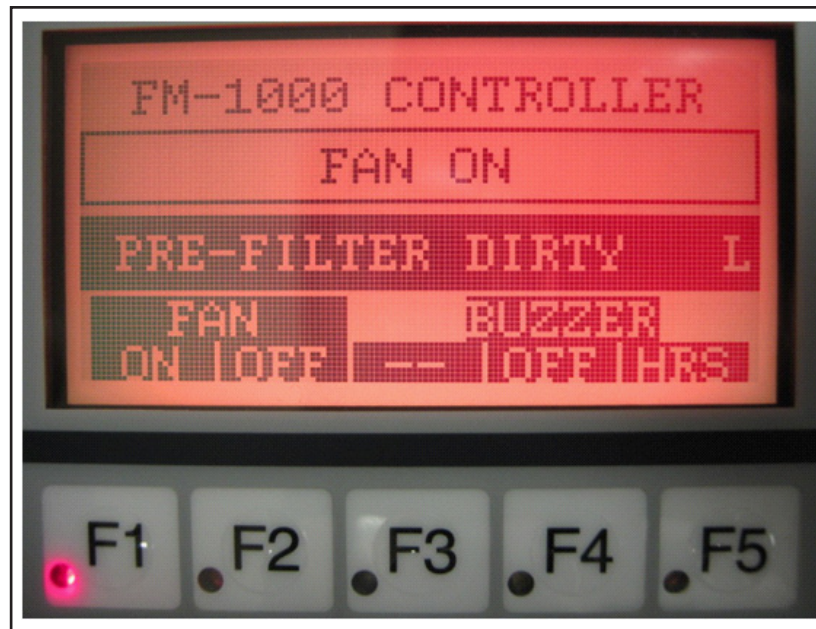 FM-1000 CONTROLLER
FAN ON
PRE-FILTER DIRTY L
FAN BUZZER
ON |OFF -- |OFF|HRS
F1 F2 F3 F4 F5